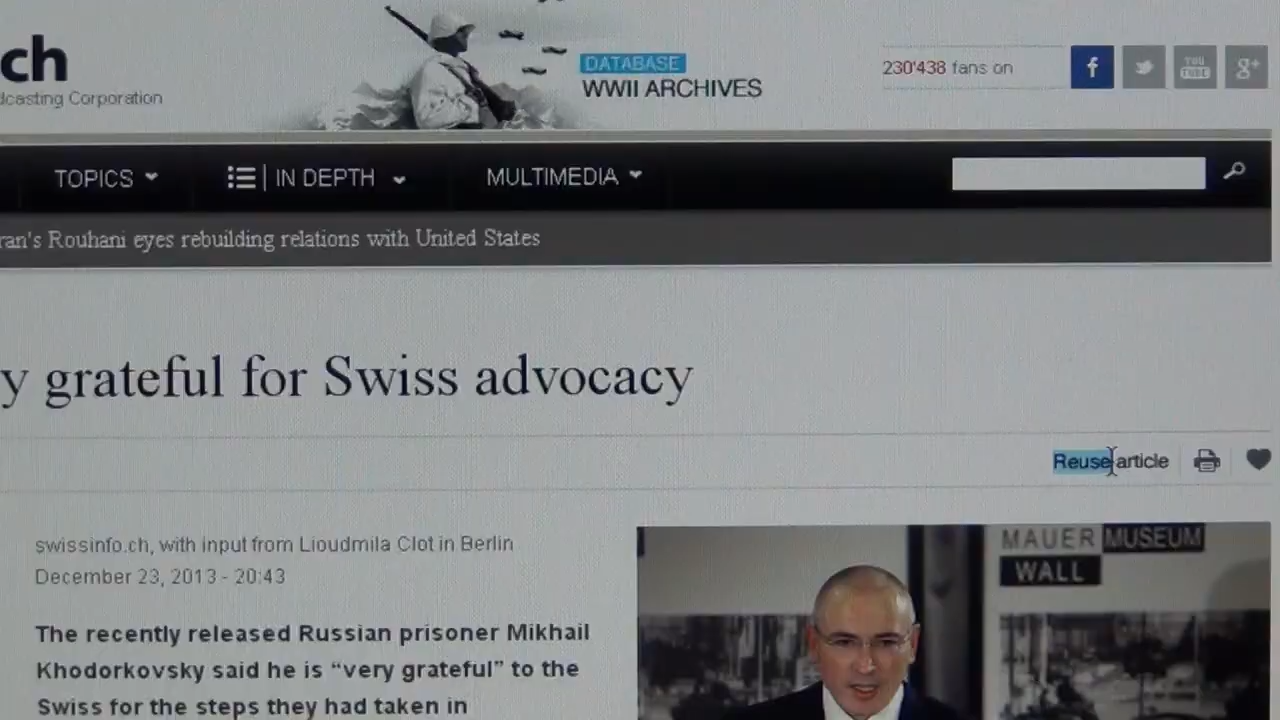 ch
dcasting Corporation
DATABASE
WWII ARCHIVES
230'438 fans on
f
YOU
TUBE
g+
TOPICS
IN DEPTH
MULTIMEDIA
ran's Rouhani eyes rebuilding relations with United States
y grateful for Swiss advocacy
Reuse article
swissinfo.ch, with input from Lioudmila Clot in Berlin
December 23, 2013 - 20:43
The recently released Russian prisoner Mikhail
Khodorkovsky said he is “very grateful” to the
Swiss for the steps they had taken in
MAUER MUSEUM
WALL